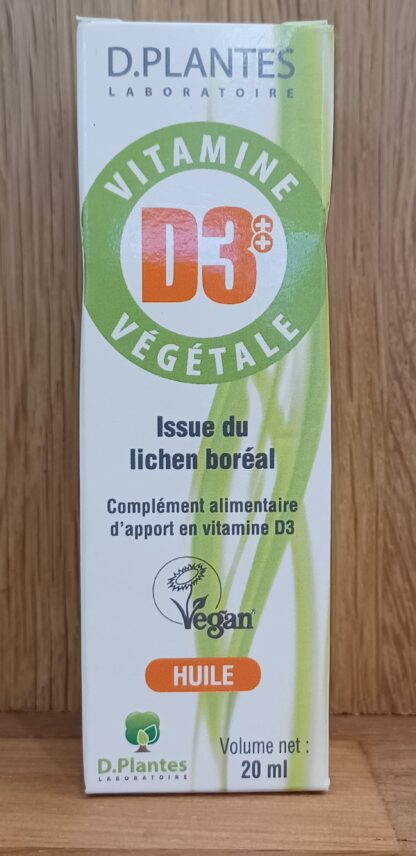 D.PLANTES
LABORATOIRE
VITAMINE
D3++
VÉGÉTALE
Issue du
lichen boréal
Complément alimentaire
d'apport en vitamine D3
Vegan
HUILE
D.Plantes
LABORATOIRE
Volume net :
20 ml